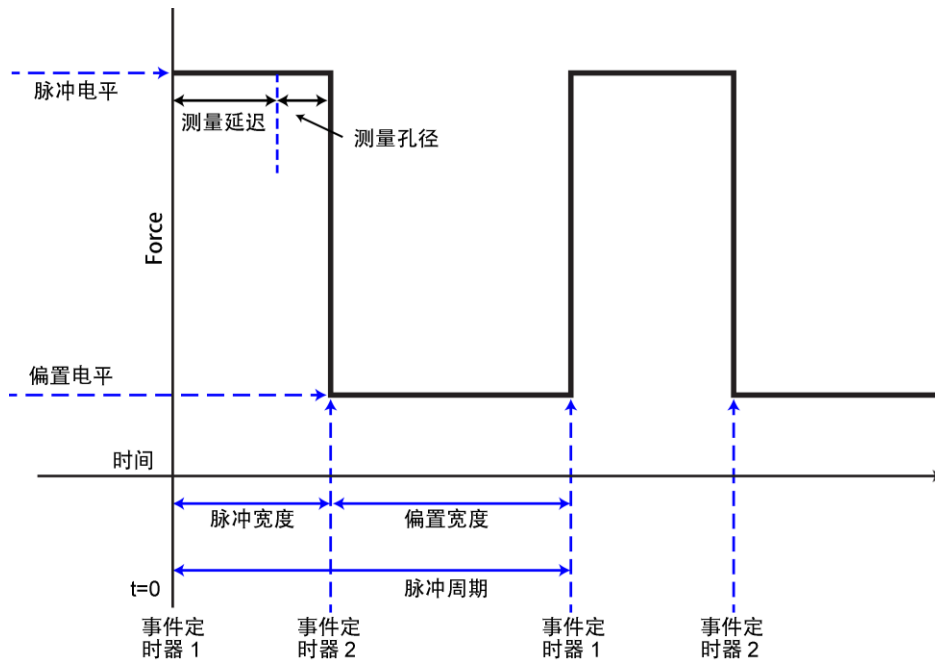 脉冲电平
测量延迟
测量孔径
Force
偏置电平
时间
脉冲宽度
偏置宽度
t=0
脉冲周期
事件定
时器 1
事件定
时器 2
事件定
时器 1
事件定
时器 2